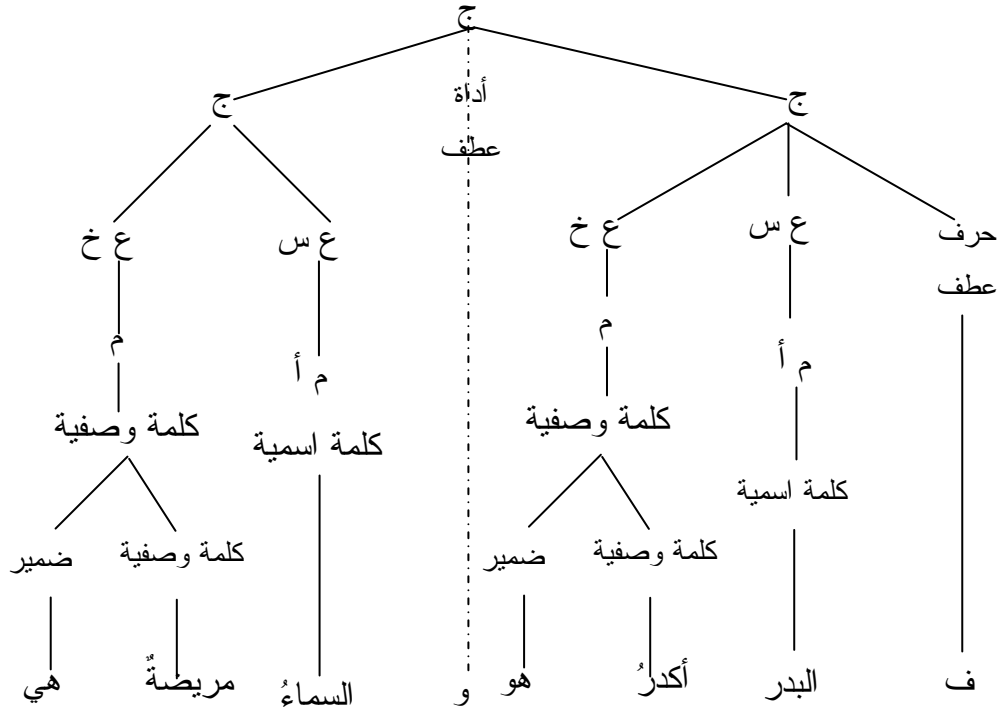 ج
ج
أداة
عطف
ج
حرف
عطف
ع س
ع خ
ع س
ع خ
م أ
م
م أ
م
كلمة اسمية
كلمة وصفية
كلمة اسمية
كلمة وصفية
كلمة وصفية
ضمير
كلمة وصفية
ضمير
ف
البدر
أكدرُ
هو
و
السماءُ
مريضةٌ
هي